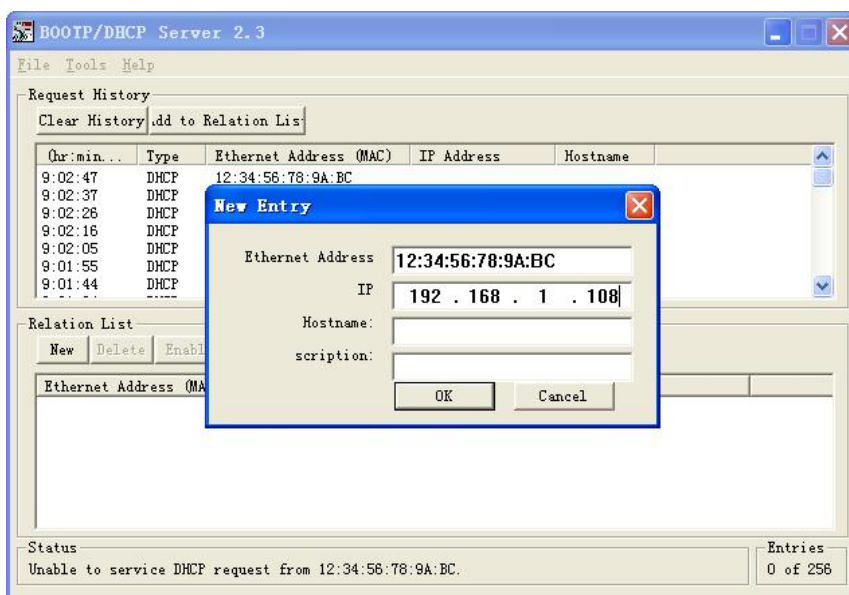 BOOTP/DHCP Server 2.3
File Tools Help
Request History
Clear History .dd to Relation Lis
(hr:min... Type Ethernet Address (MAC) IP Address Hostname
9:02:47 DHCP 12:34:56:78:9A:BC
9:02:37 DHCP
9:02:26 DHCP
9:02:16 DHCP
9:02:05 DHCP
9:01:55 DHCP
9:01:44 DHCP
New Entry
Ethernet Address 12:34:56:78:9A:BC
IP 192 . 168 . 1 . 108
Hostname:
scription:
OK Cancel
Relation List
New Delete Enabl
Ethernet Address (MA
Status
Unable to service DHCP request from 12:34:56:78:9A:BC.
Entries
0 of 256